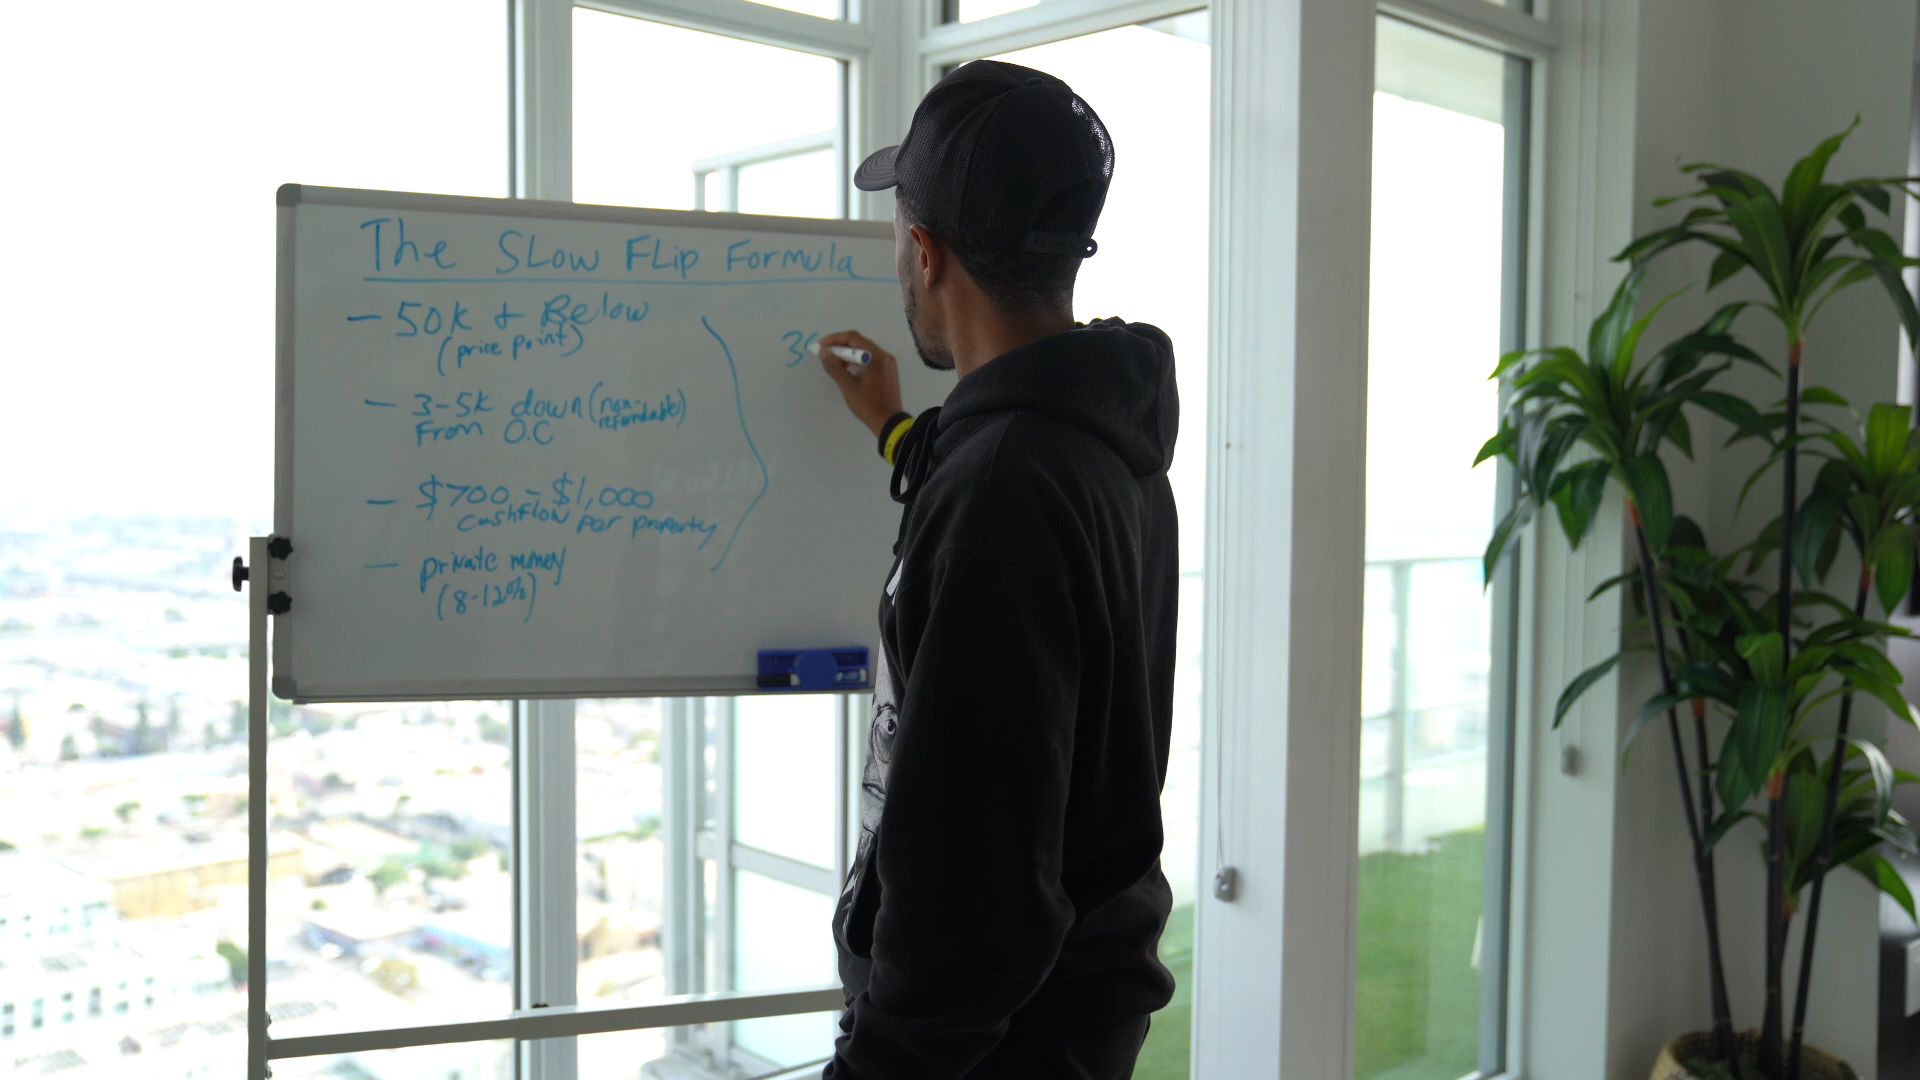 The SLow FLip Formula
- 50k + Below
(price point)
- 3-5k down (non-refundable)
From O.C
- $700 - $1,000
cashflow per property
- private money
(8-12%)